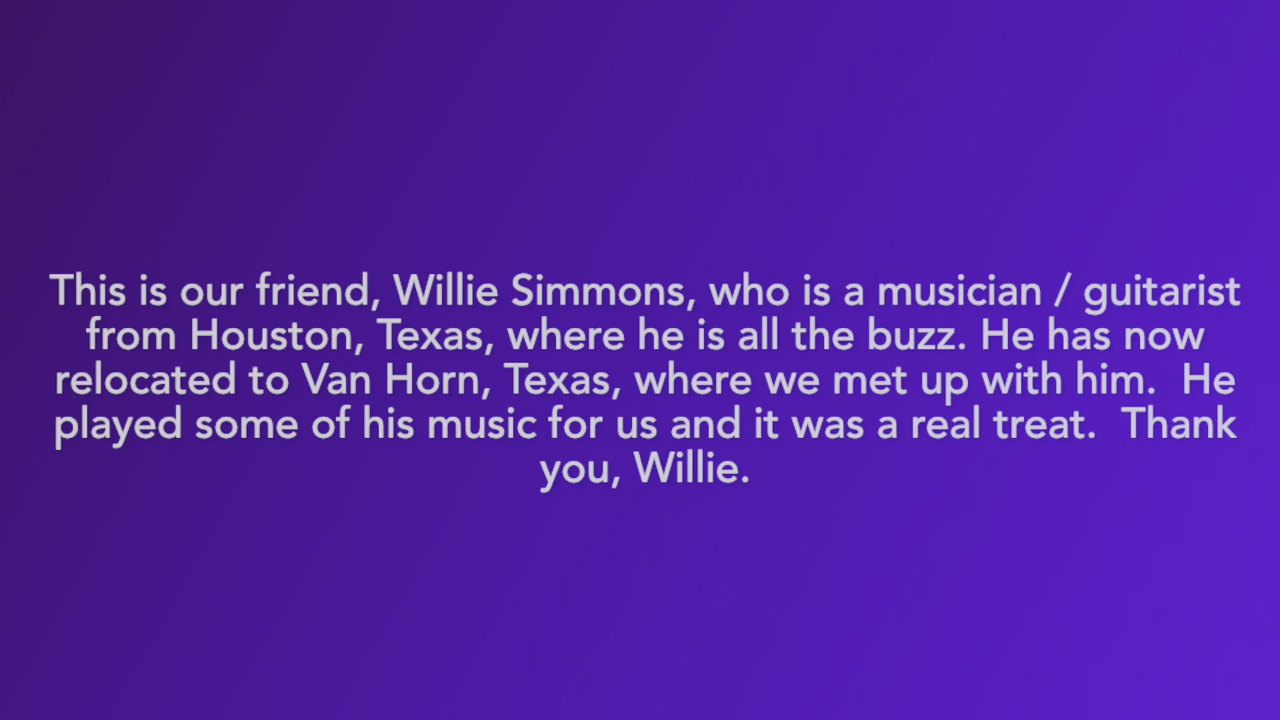 This is our friend, Willie Simmons, who is a musician / guitarist
from Houston, Texas, where he is all the buzz. He has now
relocated to Van Horn, Texas, where we met up with him.  He
played some of his music for us and it was a real treat.  Thank
you, Willie.